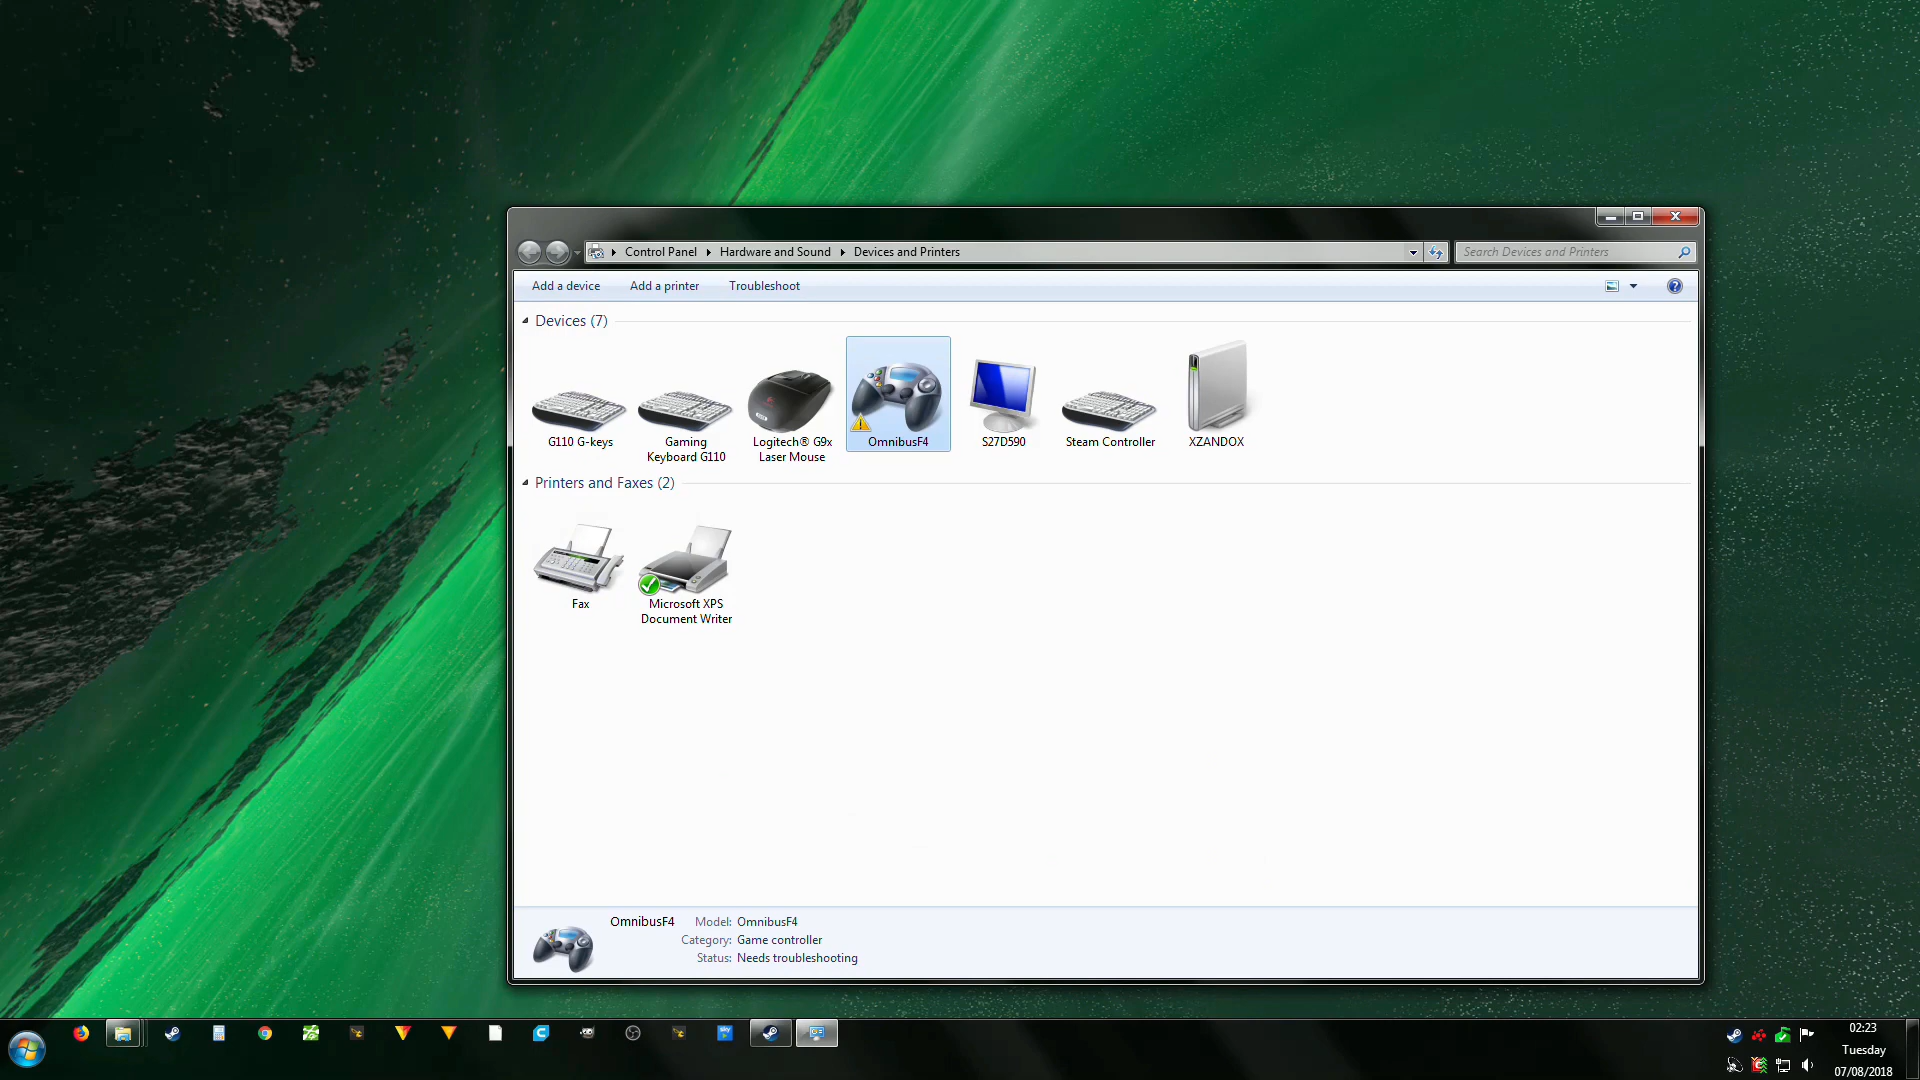 Control Panel
Hardware and Sound
Devices and Printers
Search Devices and Printers
Add a device
Add a printer
Troubleshoot
Devices (7)
G110 G-keys
Gaming
Keyboard G110
Logitech® G9x
Laser Mouse
OmnibusF4
S27D590
Steam Controller
XZANDOX
Printers and Faxes (2)
Fax
Microsoft XPS
Document Writer
OmnibusF4
Model: OmnibusF4
Category: Game controller
Status: Needs troubleshooting
sky
02:23
Tuesday
07/08/2018